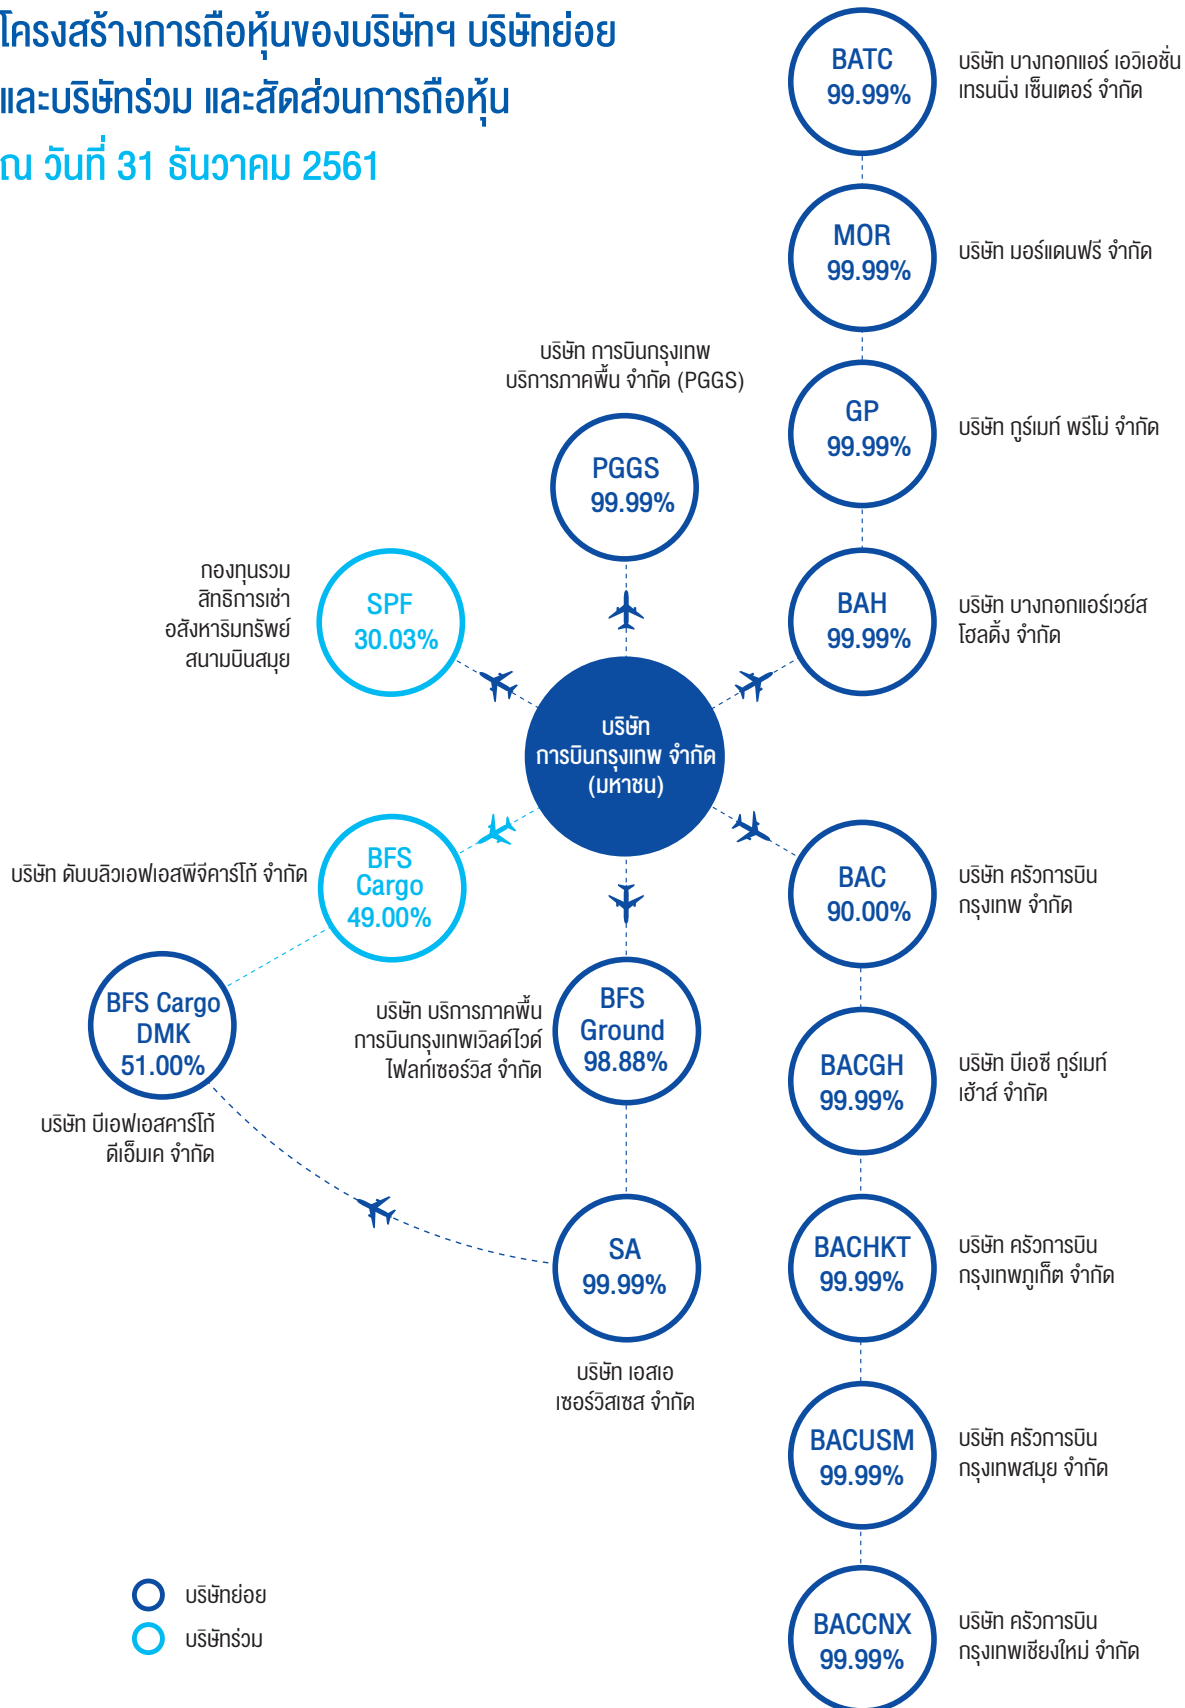 โครงสร้างการถือหุ้นของบริษัทฯ บริษัทย่อย
และบริษัทร่วม และสัดส่วนการถือหุ้น
ณ วันที่ 31 ธันวาคม 2561
BATC
99.99%
บริษัท บางกอกแอร์ เอวิเอชั่น
เทรนนิ่ง เซ็นเตอร์ จำกัด
MOR
99.99%
บริษัท มอร์แดนฟรี จำกัด
GP
99.99%
บริษัท กูร์เมท์ พรีโม่ จำกัด
บริษัท การบินกรุงเทพ
บริการภาคพื้น จำกัด (PGGS)
PGGS
99.99%
กองทุนรวม
สิทธิการเช่า
อสังหาริมทรัพย์
สนามบินสมุย
SPF
30.03%
BAH
99.99%
บริษัท บางกอกแอร์เวย์ส
โฮลดิ้ง จำกัด
บริษัท
การบินกรุงเทพ จำกัด
(มหาชน)
บริษัท ดับบลิวเอฟเอสพีจีคาร์โก้ จำกัด
BFS
Cargo
49.00%
BAC
90.00%
บริษัท ครัวการบิน
กรุงเทพ จำกัด
BFS Cargo
DMK
51.00%
บริษัท บีเอฟเอสคาร์โก้
ดีเอ็มเค จำกัด
บริษัท บริการภาคพื้น
การบินกรุงเทพเวิลด์ไวด์
ไฟลท์เซอร์วิส จำกัด
BFS
Ground
98.88%
BACGH
99.99%
บริษัท บีเอซี กูร์เมท์
เฮ้าส์ จำกัด
SA
99.99%
บริษัท เอสเอ
เซอร์วิสเซส จำกัด
BACHKT
99.99%
บริษัท ครัวการบิน
กรุงเทพภูเก็ต จำกัด
BACUSM
99.99%
บริษัท ครัวการบิน
กรุงเทพสมุย จำกัด
BACCNX
99.99%
บริษัท ครัวการบิน
กรุงเทพเชียงใหม่ จำกัด
บริษัทย่อย
บริษัทร่วม